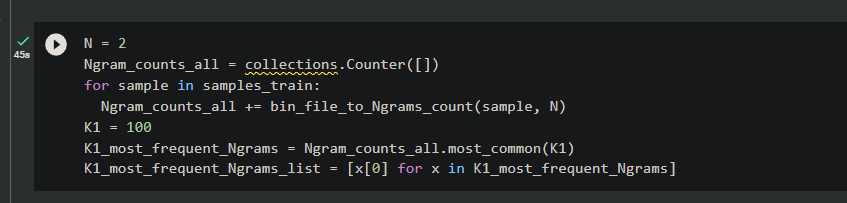 45s
N = 2
Ngram_counts_all = collections.Counter([])
for sample in samples_train:
  Ngram_counts_all += bin_file_to_Ngrams_count(sample, N)
K1 = 100
K1_most_frequent_Ngrams = Ngram_counts_all.most_common(K1)
K1_most_frequent_Ngrams_list = [x[0] for x in K1_most_frequent_Ngrams]